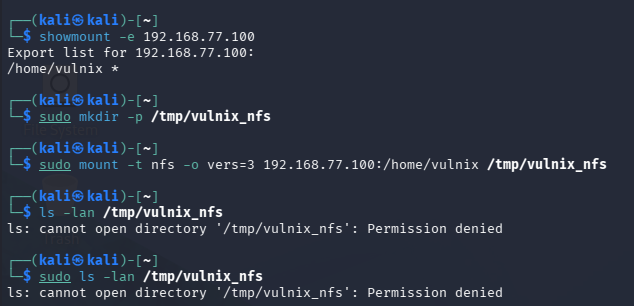 ┌──(kali㉿kali)-[~]
└─$ showmount -e 192.168.77.100
Export list for 192.168.77.100:
/home/vulnix *
┌──(kali㉿kali)-[~]
└─$ sudo mkdir -p /tmp/vulnix_nfs
┌──(kali㉿kali)-[~]
└─$ sudo mount -t nfs -o vers=3 192.168.77.100:/home/vulnix /tmp/vulnix_nfs
┌──(kali㉿kali)-[~]
└─$ ls -lan /tmp/vulnix_nfs
ls: cannot open directory '/tmp/vulnix_nfs': Permission denied
┌──(kali㉿kali)-[~]
└─$ sudo ls -lan /tmp/vulnix_nfs
ls: cannot open directory '/tmp/vulnix_nfs': Permission denied